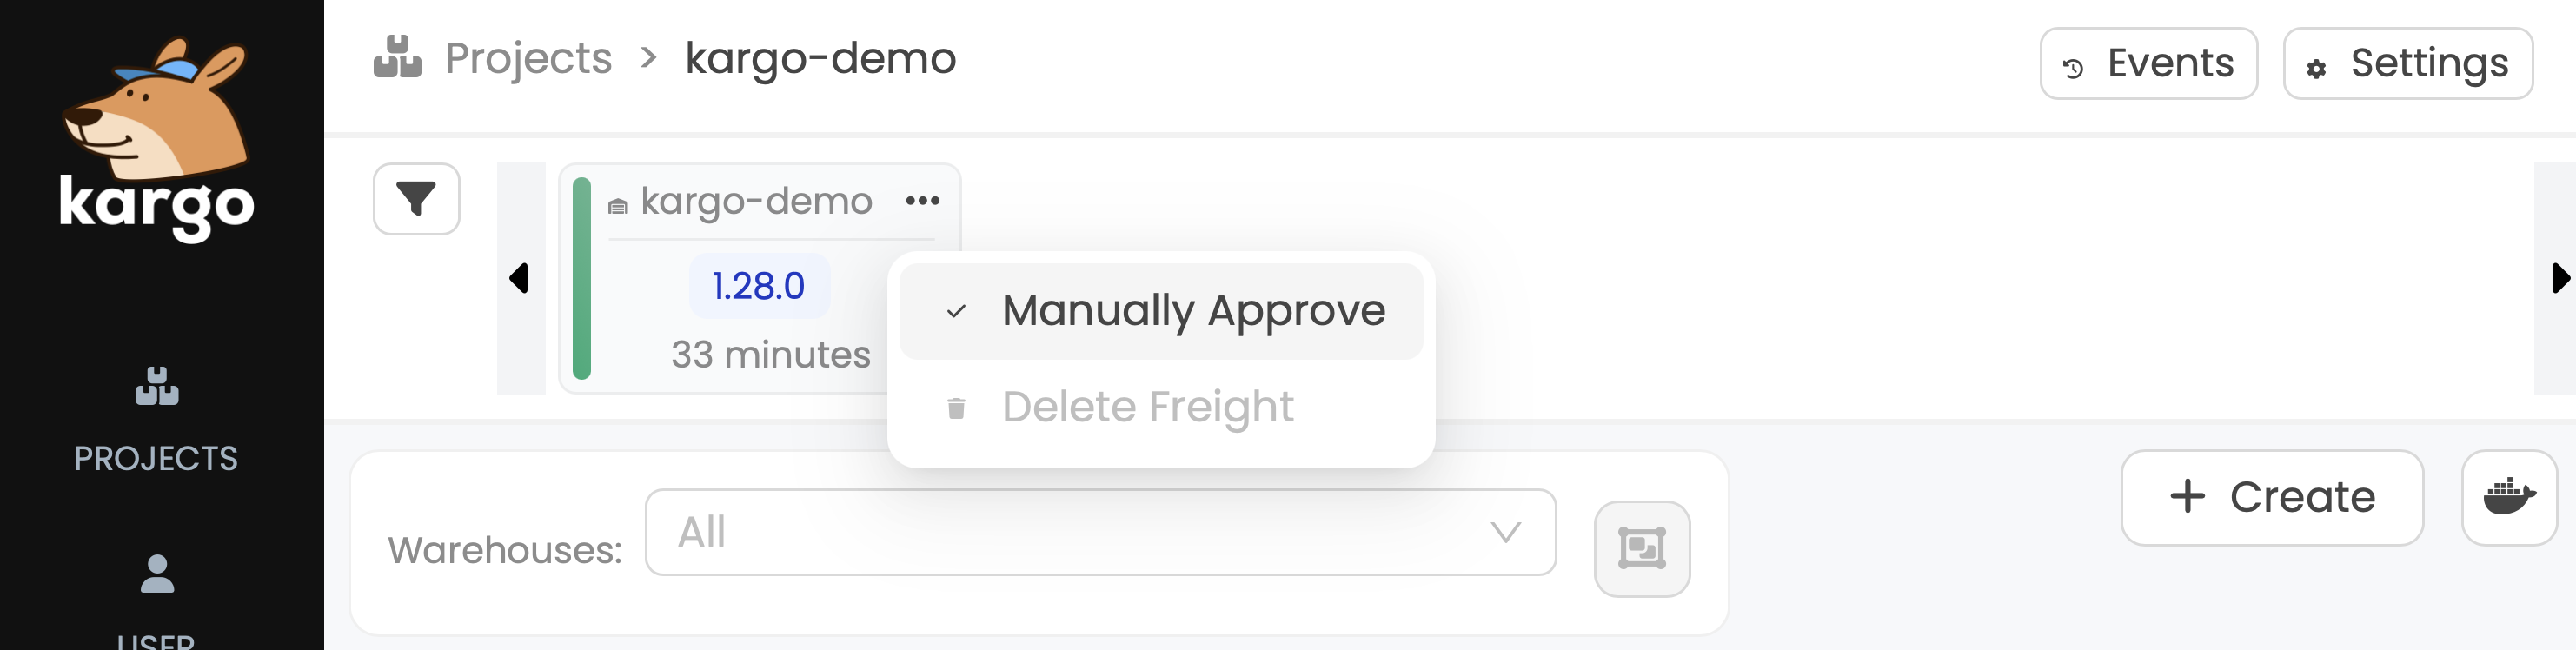 kargo
PROJECTS
USER
Projects > kargo-demo
Events
Settings
kargo-demo •••
1.28.0
33 minutes
Manually Approve
Delete Freight
Warehouses:
All
+ Create